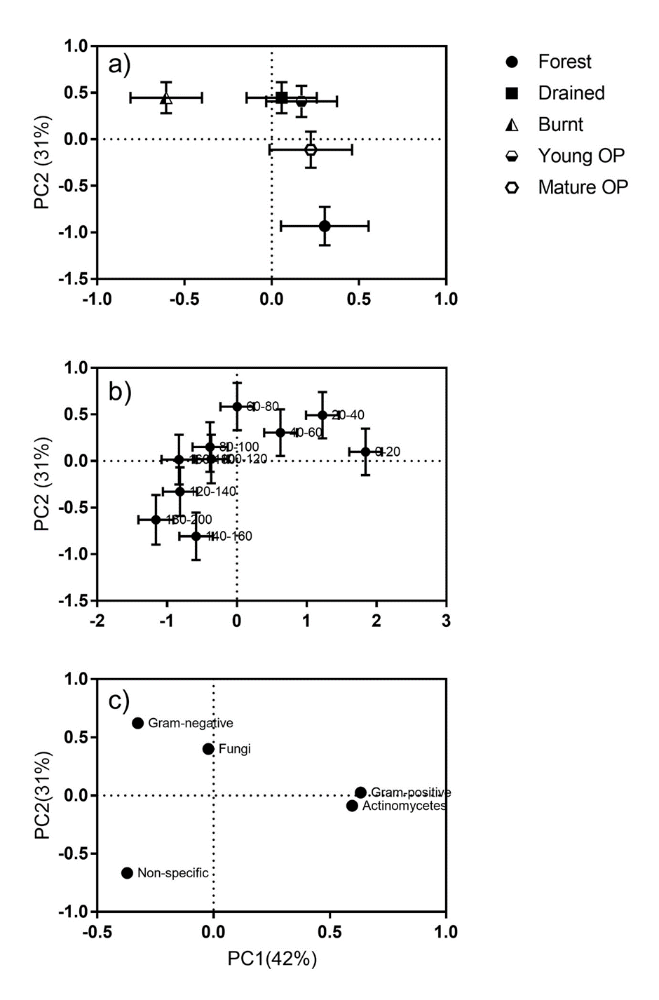 a)
1.0
0.5
0.0
-0.5
-1.0
-1.5
PC2 (31%)
-1.0
-0.5
0.0
0.5
1.0
Forest
Drained
Burnt
Young OP
Mature OP
b)
1.0
0.5
0.0
-0.5
-1.0
-1.5
PC2 (31%)
60-80
20-40
40-60
0-20
80-100
100-120
120-140
180-200
140-160
-2
-1
0
1
2
3
c)
1.0
0.5
0.0
-0.5
-1.0
PC2(31%)
Gram-negative
Fungi
Gram-positive
Actinomycetes
Non-specific
-0.5
0.0
0.5
1.0
PC1(42%)